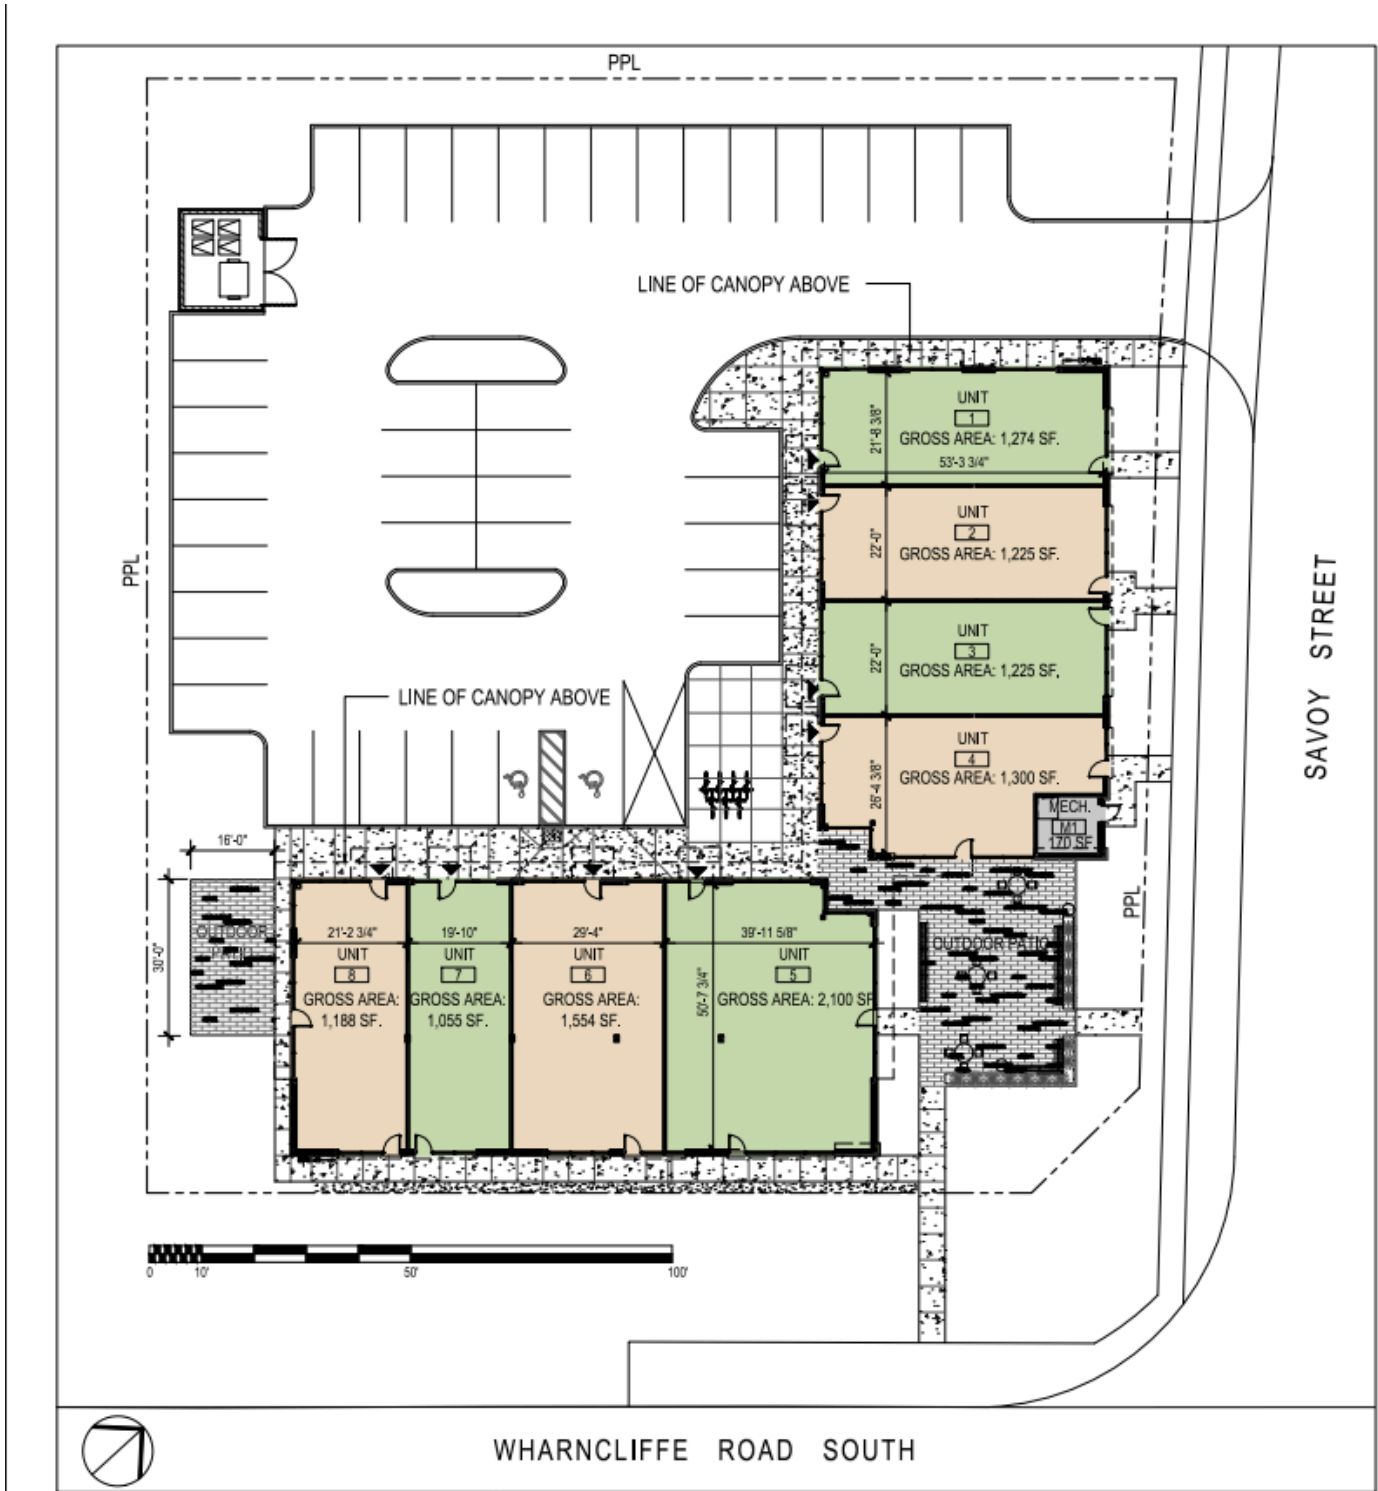 PPL
LINE OF CANOPY ABOVE
UNIT
1
GROSS AREA: 1,274 SF.
21'-8 3/8"
53'-3 3/4"
UNIT
2
GROSS AREA: 1,225 SF.
22'-0"
PPL
UNIT
3
GROSS AREA: 1,225 SF.
22'-0"
SAVOY STREET
LINE OF CANOPY ABOVE
UNIT
4
GROSS AREA: 1,300 SF.
26'-4 3/8"
MECH.
M1
170 SF
16'-0"
30'-0"
OUTDOOR
PATIO
21'-2 3/4"
UNIT
8
GROSS AREA:
1,188 SF.
19'-10"
UNIT
7
GROSS AREA:
1,055 SF.
29'-4"
UNIT
6
GROSS AREA:
1,554 SF.
39'-11 5/8"
UNIT
5
GROSS AREA: 2,100 SF
50'-7 3/4"
OUTDOOR PATIO
PPL
0 10' 50' 100'
WHARNCLIFFE ROAD SOUTH